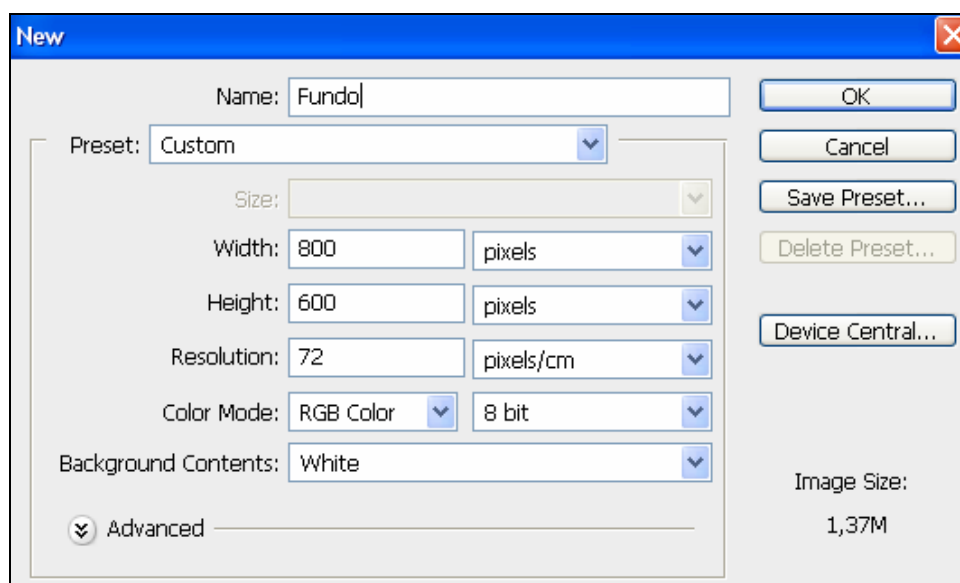 New
Name: Fundo
OK
Preset: Custom
Cancel
Size:
Save Preset...
Width: 800 pixels
Delete Preset...
Height: 600 pixels
Device Central...
Resolution: 72 pixels/cm
Color Mode: RGB Color 8 bit
Background Contents: White
Image Size:
Advanced
1,37M